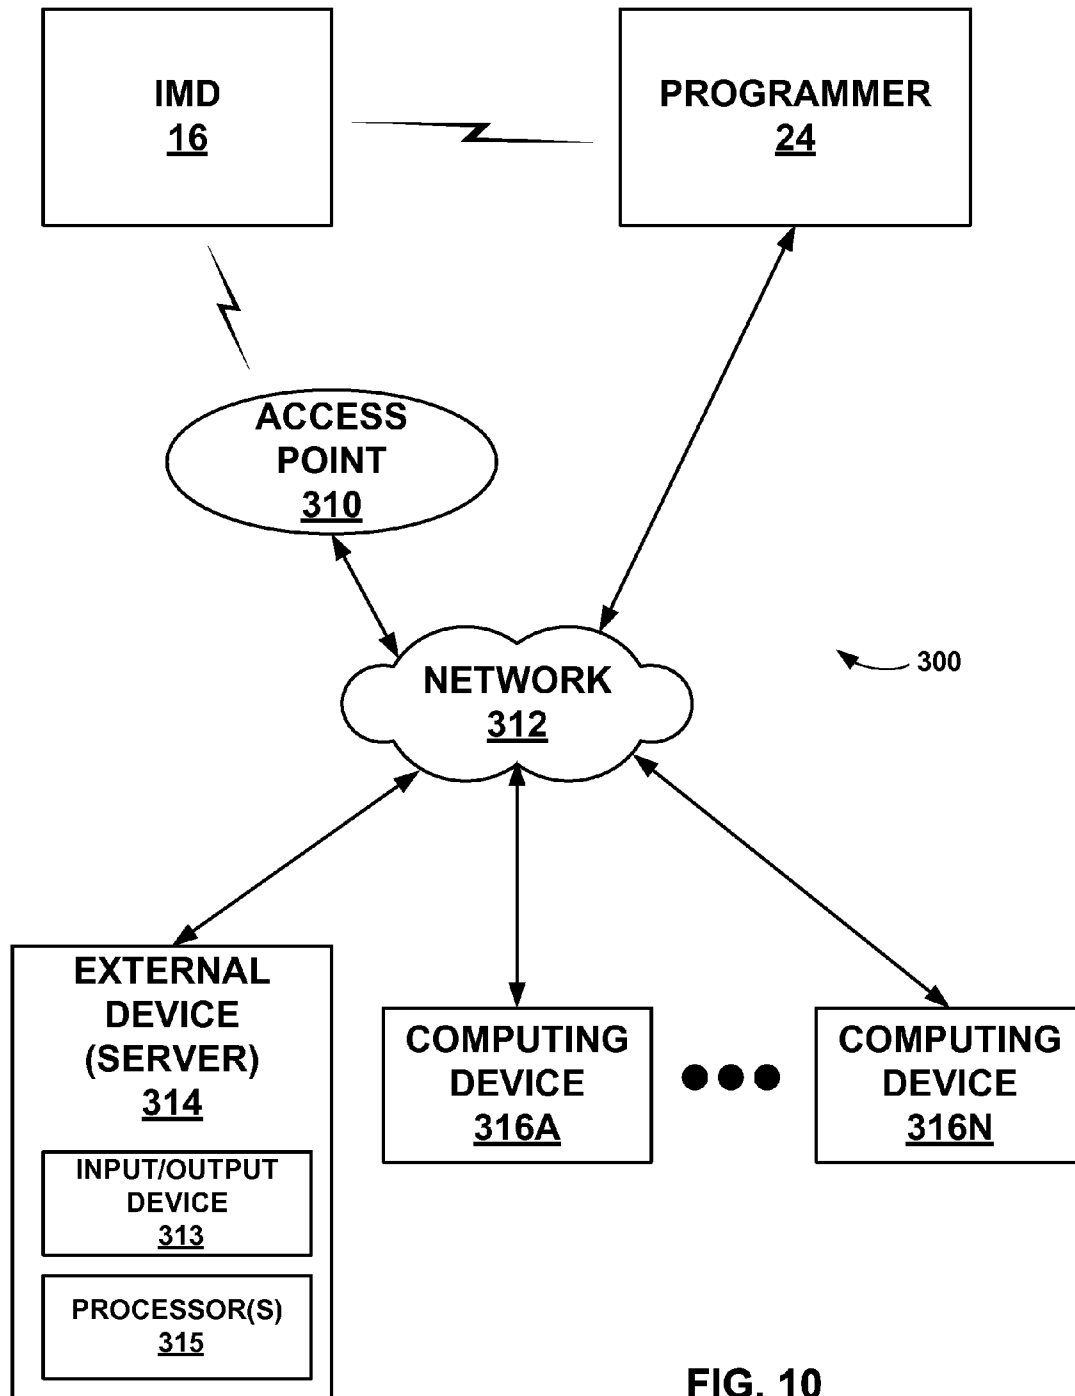 IMD
16
PROGRAMMER
24
ACCESS
POINT
310
NETWORK
312
300
EXTERNAL
DEVICE
(SERVER)
314
INPUT/OUTPUT
DEVICE
313
PROCESSOR(S)
315
COMPUTING
DEVICE
316A
COMPUTING
DEVICE
316N
FIG. 10